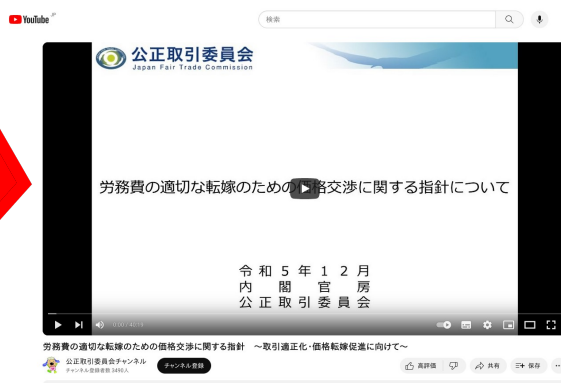 YouTube JP
検索
公正取引委員会
Japan Fair Trade Commission
労務費の適切な転嫁のための価格交渉に関する指針について
令和5年12月
内閣官房
公正取引委員会
0:00 / 40:19
労務費の適切な転嫁のための価格交渉に関する指針　～取引適正化・価格転嫁促進に向けて～
公正取引委員会チャンネル
チャンネル登録者数 3490人
チャンネル登録
高評価
共有
保存